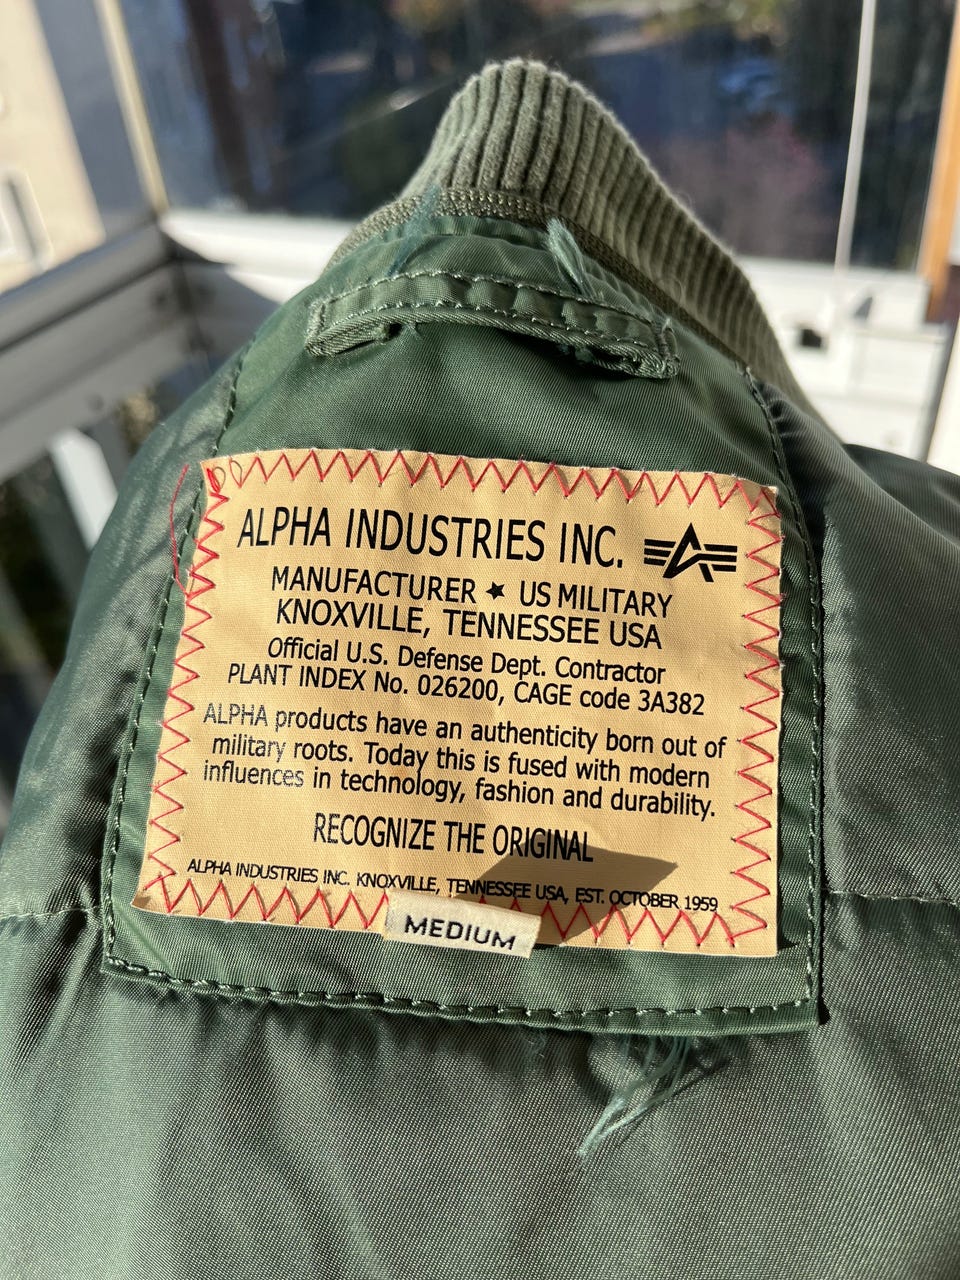 ALPHA INDUSTRIES INC.
MANUFACTURER ★ US MILITARY
KNOXVILLE, TENNESSEE USA
Official U.S. Defense Dept. Contractor
PLANT INDEX No. 026200, CAGE code 3A382
ALPHA products have an authenticity born out of
military roots. Today this is fused with modern
influences in technology, fashion and durability.
RECOGNIZE THE ORIGINAL
ALPHA INDUSTRIES INC. KNOXVILLE, TENNESSEE USA, EST. OCTOBER 1959
MEDIUM